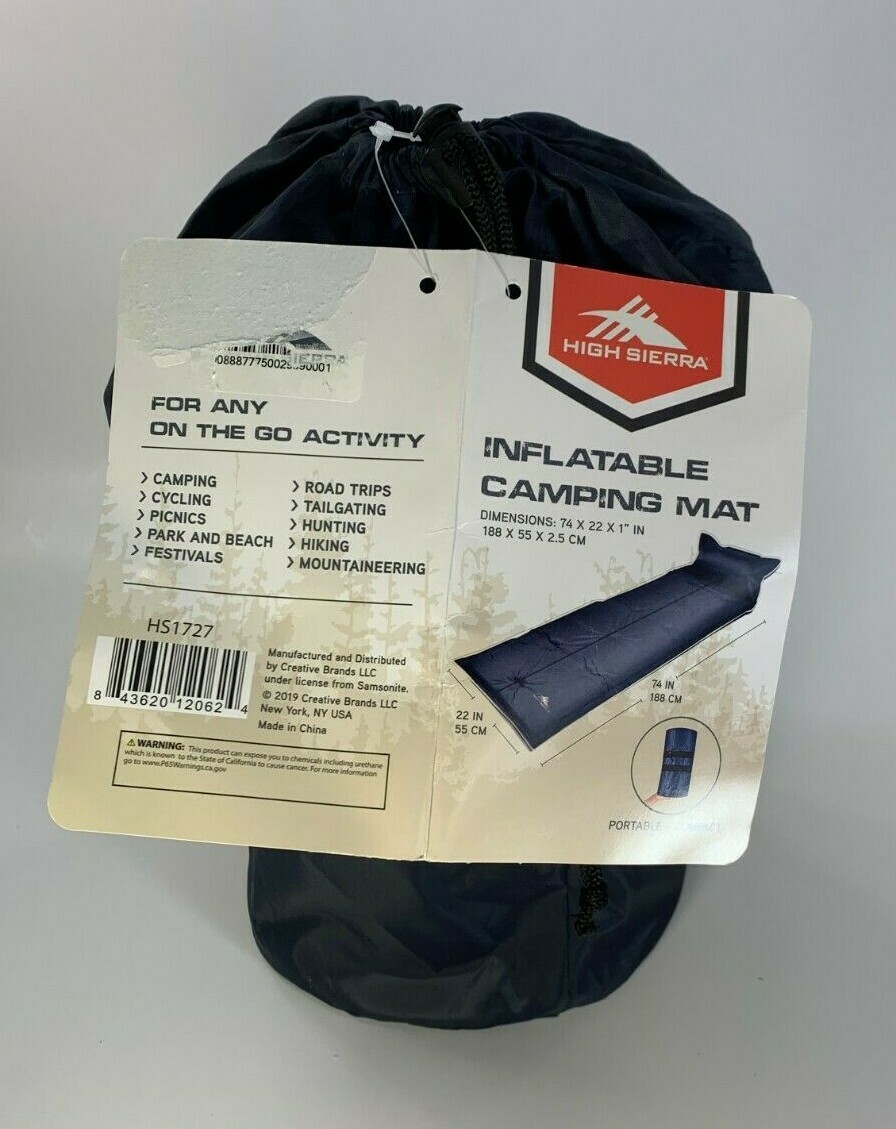 SIERRA
FOR ANY
ON THE GO ACTIVITY
> CAMPING
> CYCLING
> PICNICS
> PARK AND BEACH
> FESTIVALS
> ROAD TRIPS
> TAILGATING
> HUNTING
> HIKING
> MOUNTAINEERING
HS1727
8 43620 12062 4
Manufactured and Distributed
by Creative Brands LLC
under license from Samsonite.
© 2019 Creative Brands LLC
New York, NY USA
Made in China
⚠ WARNING: This product can expose you to chemicals including urethane
which is known to the State of California to cause cancer. For more information
go to www.P65Warnings.ca.gov
HIGH SIERRA
INFLATABLE
CAMPING MAT
DIMENSIONS: 74 X 22 X 1" IN
188 X 55 X 2.5 CM
74 IN
188 CM
22 IN
55 CM
PORTABLE